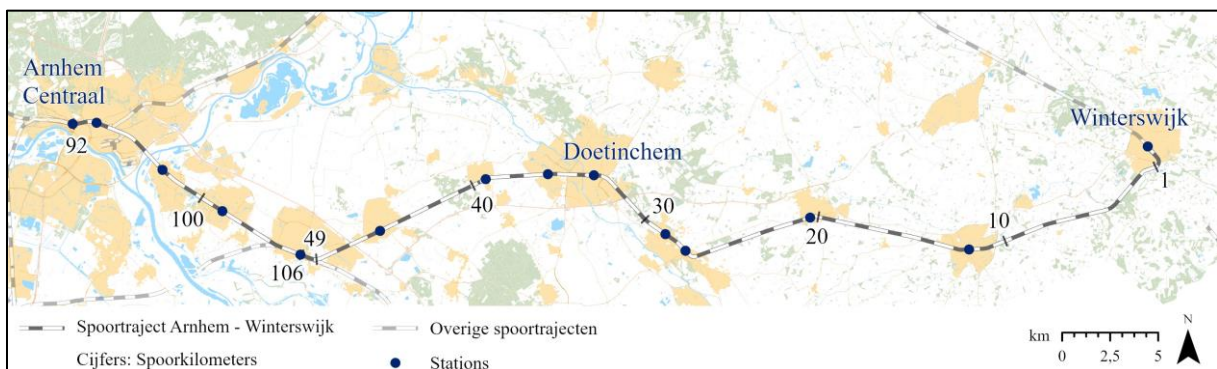 Arnhem
Centraal
92
100
49
106
40
Doetinchem
30
20
10
Winterswijk
1
Spoortraject Arnhem - Winterswijk
Overige spoortrajecten
Cijfers: Spoorkilometers
Stations
km
0 2,5 5
N